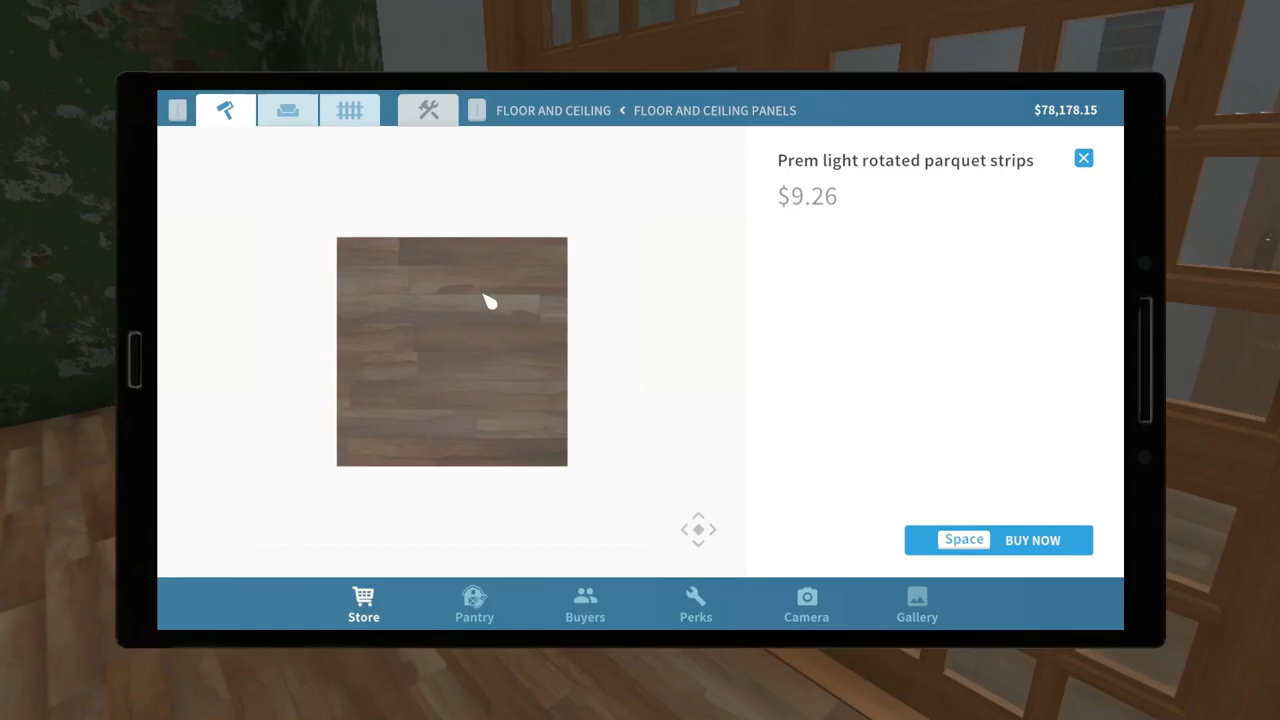 FLOOR AND CEILING < FLOOR AND CEILING PANELS
$78,178.15
Prem light rotated parquet strips
$9.26
Space BUY NOW
Store
Pantry
Buyers
Perks
Camera
Gallery